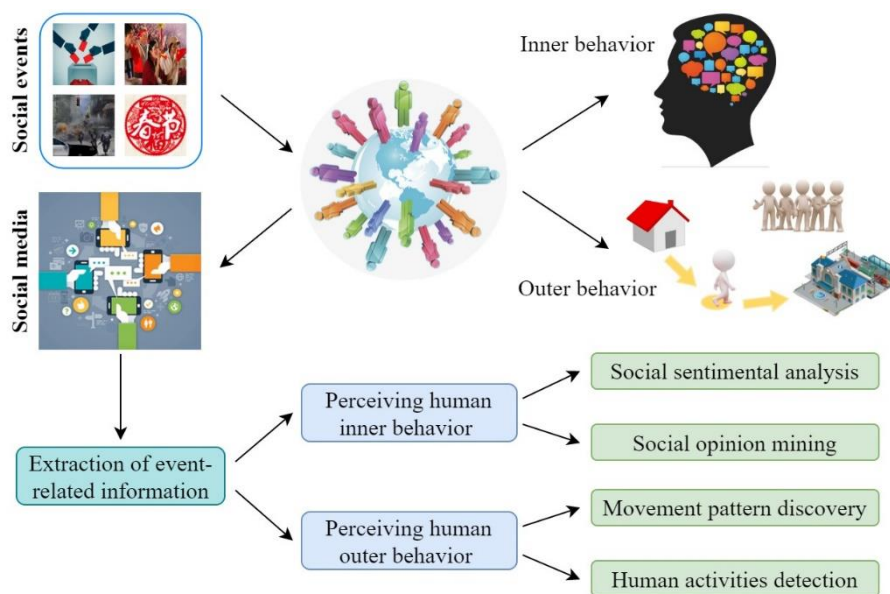 Social events
Inner behavior
春节
Social media
Outer behavior
Social sentimental analysis
Perceiving human
inner behavior
Social opinion mining
Extraction of event-
related information
Movement pattern discovery
Perceiving human
outer behavior
Human activities detection